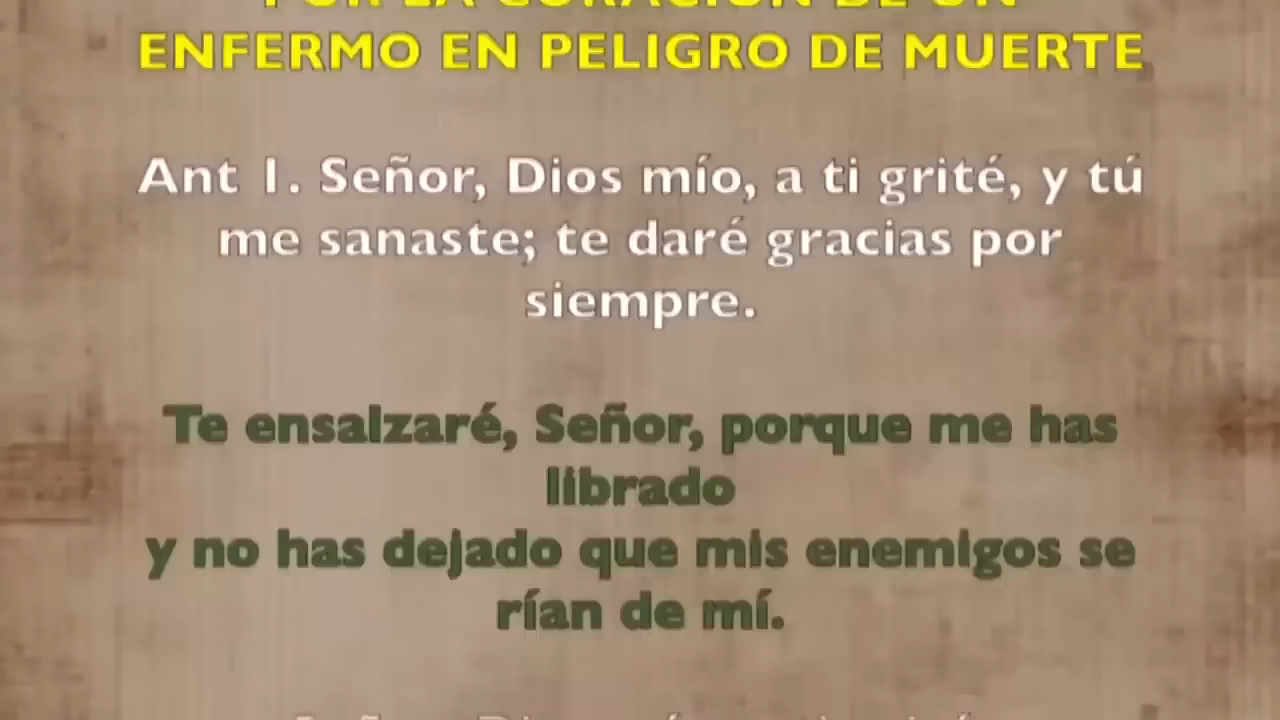 POR LA CURACIÓN DE UN
ENFERMO EN PELIGRO DE MUERTE
Ant 1. Señor, Dios mío, a ti grité, y tú
me sanaste; te daré gracias por
siempre.
Te ensalzaré, Señor, porque me has
librado
y no has dejado que mis enemigos se
rían de mí.